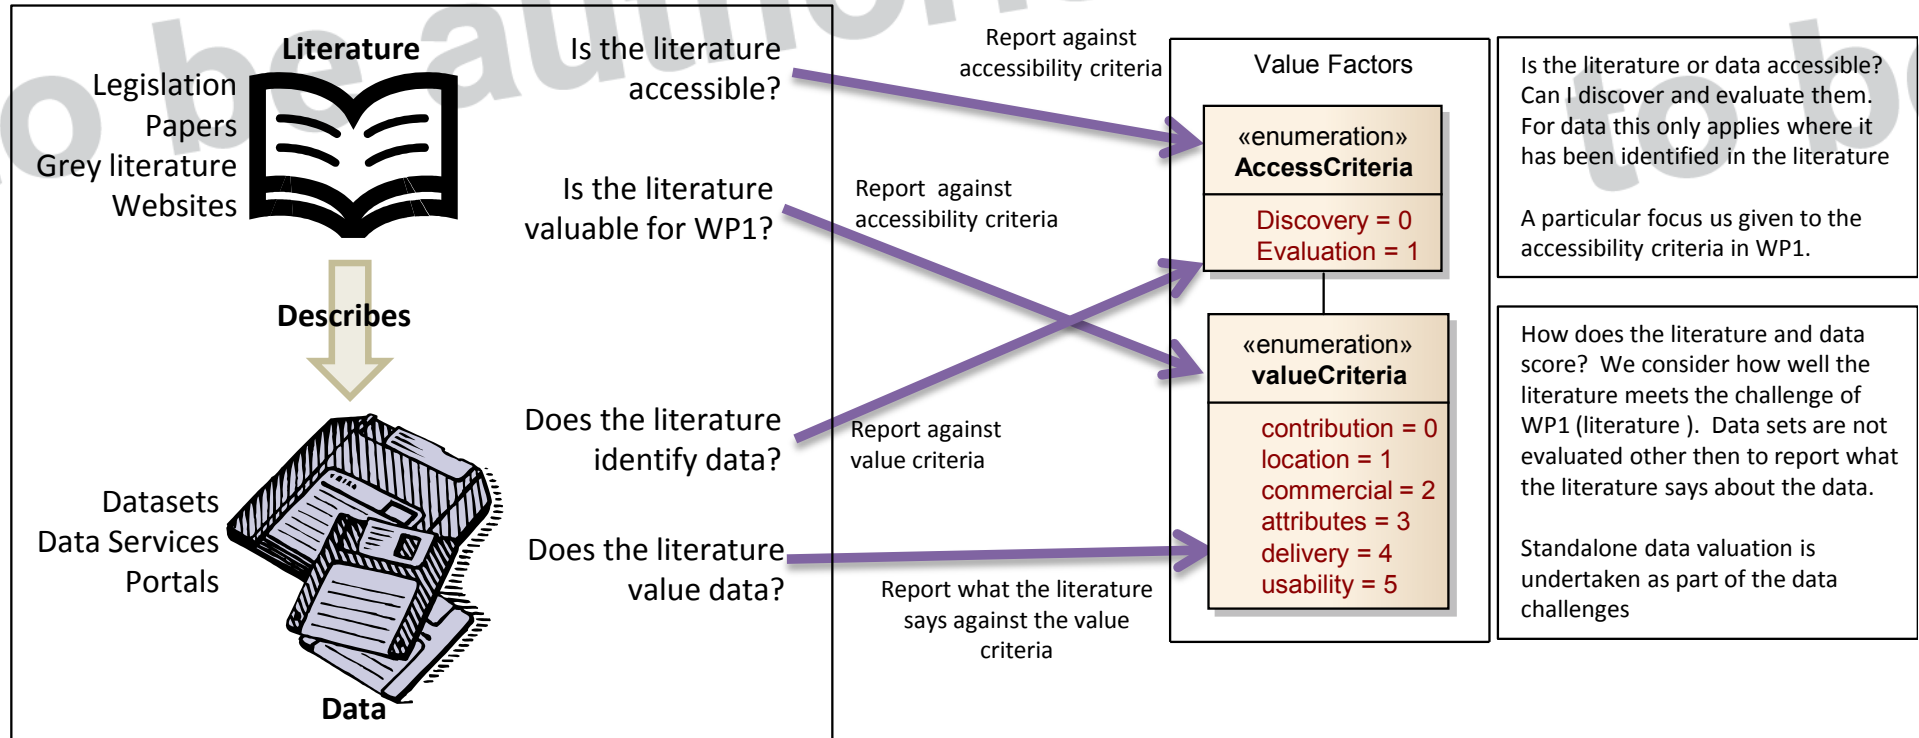 to be autho
to be
Literature
Legislation
Papers
Grey literature
Websites
Describes
Datasets
Data Services
Portals
Data
Is the literature
accessible?
Is the literature
valuable for WP1?
Does the literature
identify data?
Does the literature
value data?
Report against
accessibility criteria
Report  against
accessibility criteria
Report against
value criteria
Report what the literature
says against the value
criteria
Value Factors
«enumeration»
AccessCriteria
Discovery = 0
Evaluation = 1
«enumeration»
valueCriteria
contribution = 0
location = 1
commercial = 2
attributes = 3
delivery = 4
usability = 5
Is the literature or data accessible?
Can I discover and evaluate them.
For data this only applies where it
has been identified in the literature
A particular focus us given to the
accessibility criteria in WP1.
How does the literature and data
score?  We consider how well the
literature meets the challenge of
WP1 (literature ).  Data sets are not
evaluated other then to report what
the literature says about the data.
Standalone data valuation is
undertaken as part of the data
challenges